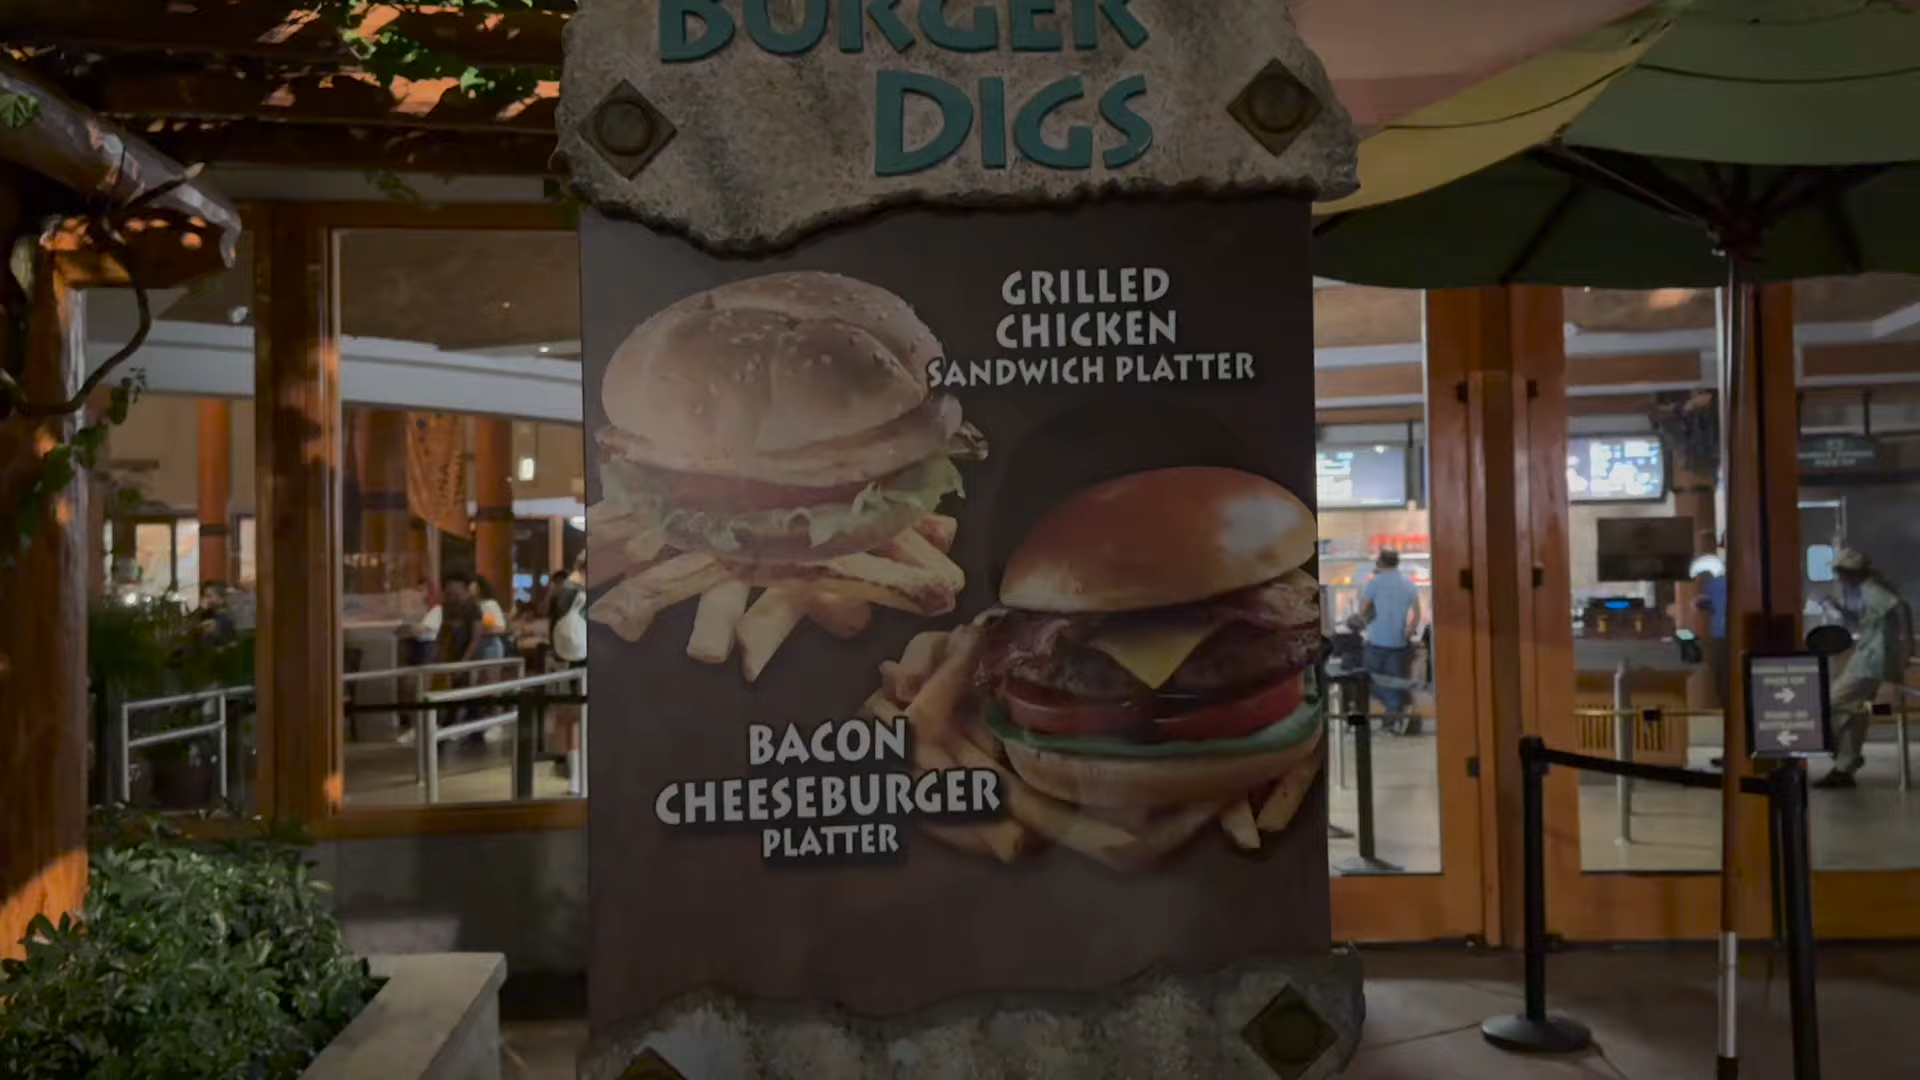 BURGER
DIGS
GRILLED
CHICKEN
SANDWICH PLATTER
BACON
CHEESEBURGER
PLATTER